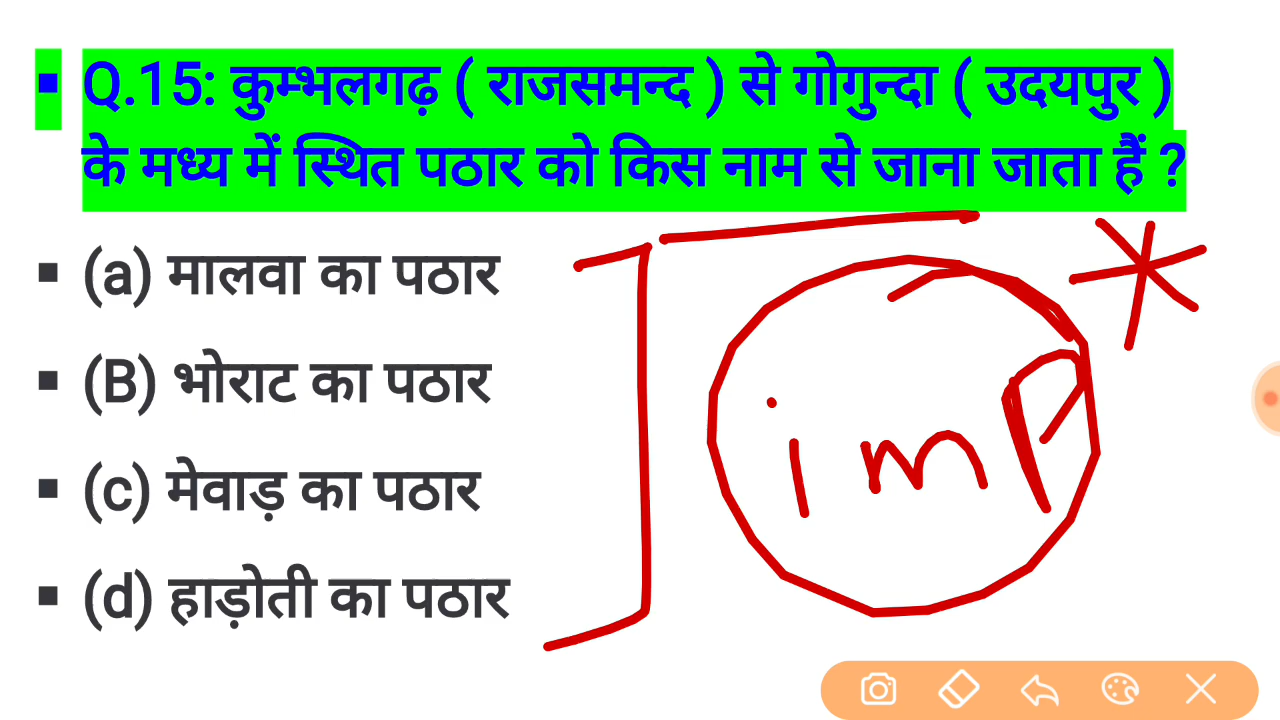 Q.15: कुम्भलगढ़ ( राजसमन्द ) से गोगुन्दा ( उदयपुर )
के मध्य में स्थित पठार को किस नाम से जाना जाता हैं ?
(a) मालवा का पठार
(B) भोराट का पठार
(c) मेवाड़ का पठार
(d) हाड़ोती का पठार
imp